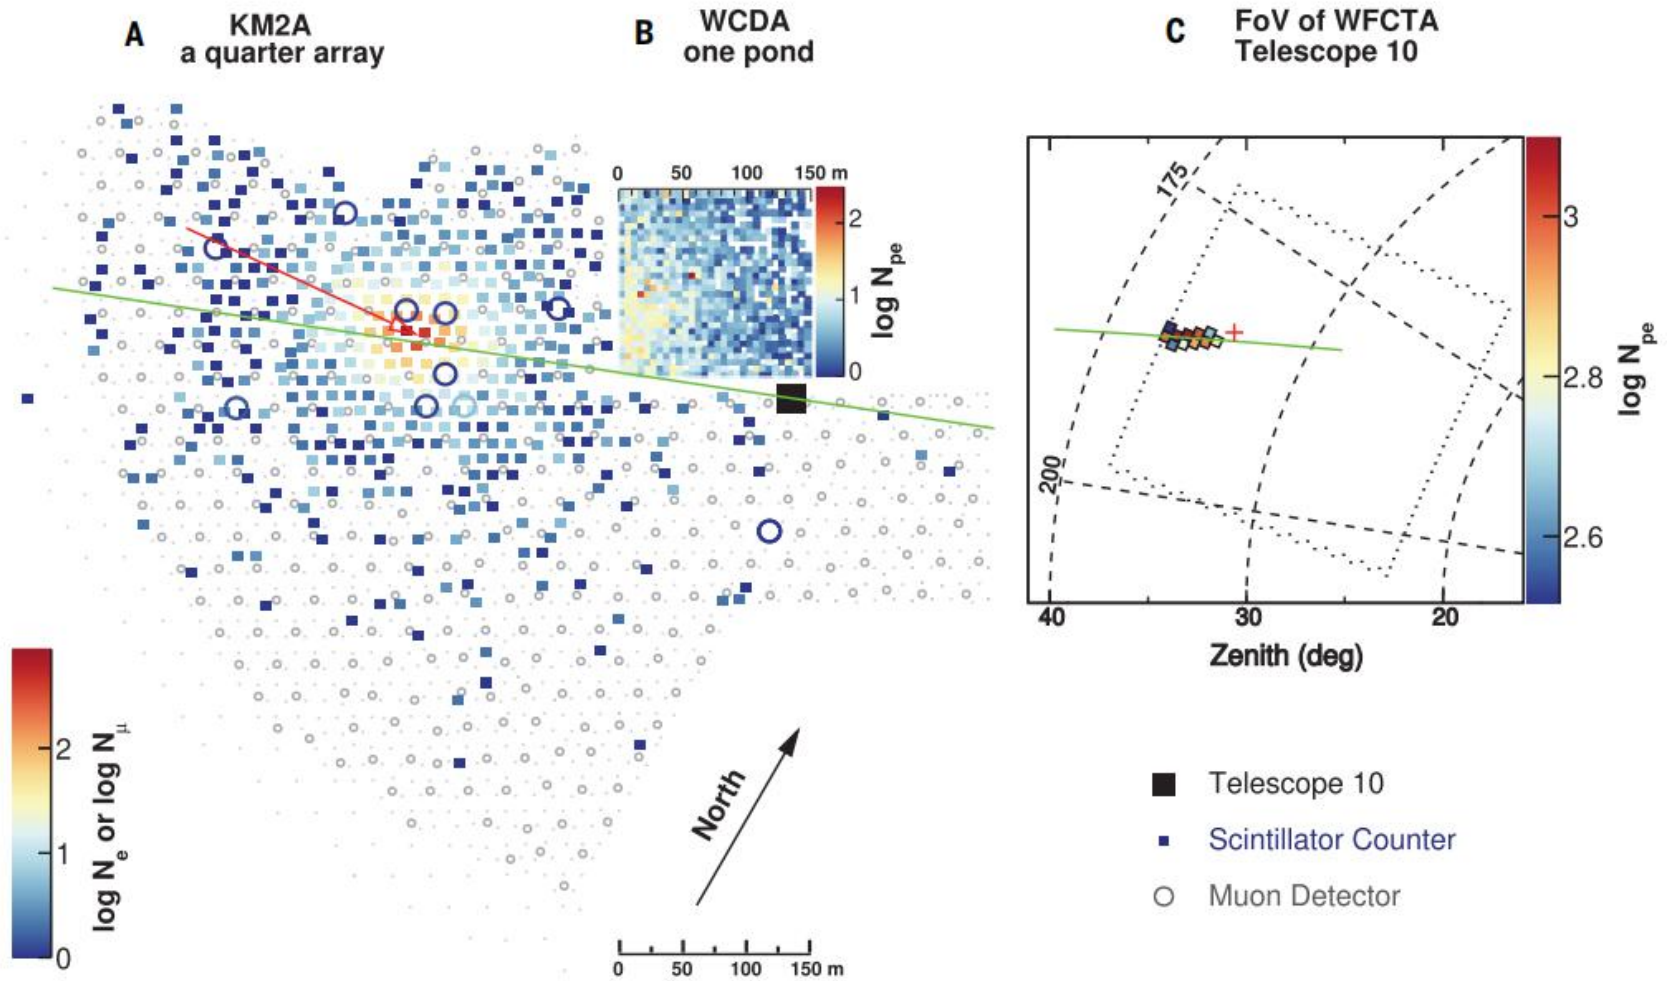 A
KM2A
a quarter array
B
WCDA
one pond
C
FoV of WFCTA
Telescope 10
0 50 100 150 m
2
1
0
log Npe
175
200
40 30 20
Zenith (deg)
3
2.8
2.6
log Npe
2
1
0
log Ne or log Nμ
North
0 50 100 150 m
Telescope 10
Scintillator Counter
Muon Detector